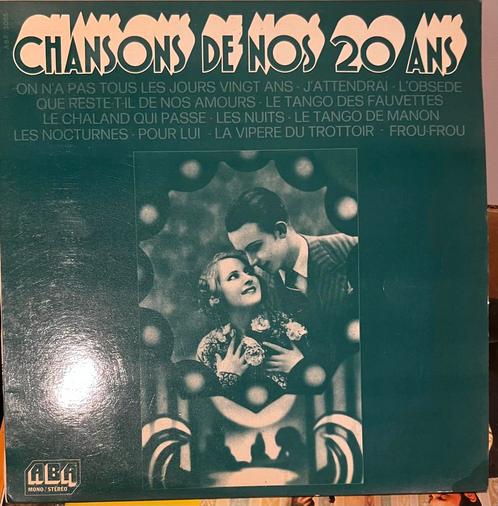 CHANSONS DE NOS 20 ANS
ON N'A PAS TOUS LES JOURS VINGT ANS · J'ATTENDRAI · L'OBSEDE
QUE RESTE-T-IL DE NOS AMOURS · LE TANGO DES FAUVETTES
LE CHALAND QUI PASSE · LES NUITS · LE TANGO DE MANON
LES NOCTURNES · POUR LUI · LA VIPERE DU TROTTOIR · FROU-FROU
ABA
MONO / STÉRÉO